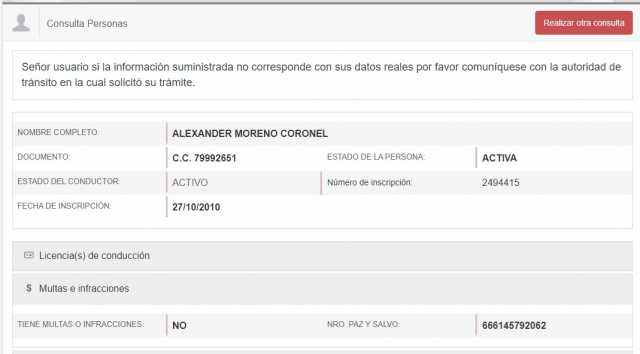 Consulta Personas
Realizar otra consulta
Señor usuario si la información suministrada no corresponde con sus datos reales por favor comuníquese con la autoridad de
tránsito en la cual solicitó su trámite.
NOMBRE COMPLETO: ALEXANDER MORENO CORONEL
DOCUMENTO: C.C. 79992651 ESTADO DE LA PERSONA: ACTIVA
ESTADO DEL CONDUCTOR: ACTIVO Número de inscripción: 2494415
FECHA DE INSCRIPCIÓN: 27/10/2010
Licencia(s) de conducción
$ Multas e infracciones
TIENE MULTAS O INFRACCIONES: NO NRO. PAZ Y SALVO: 666145792062